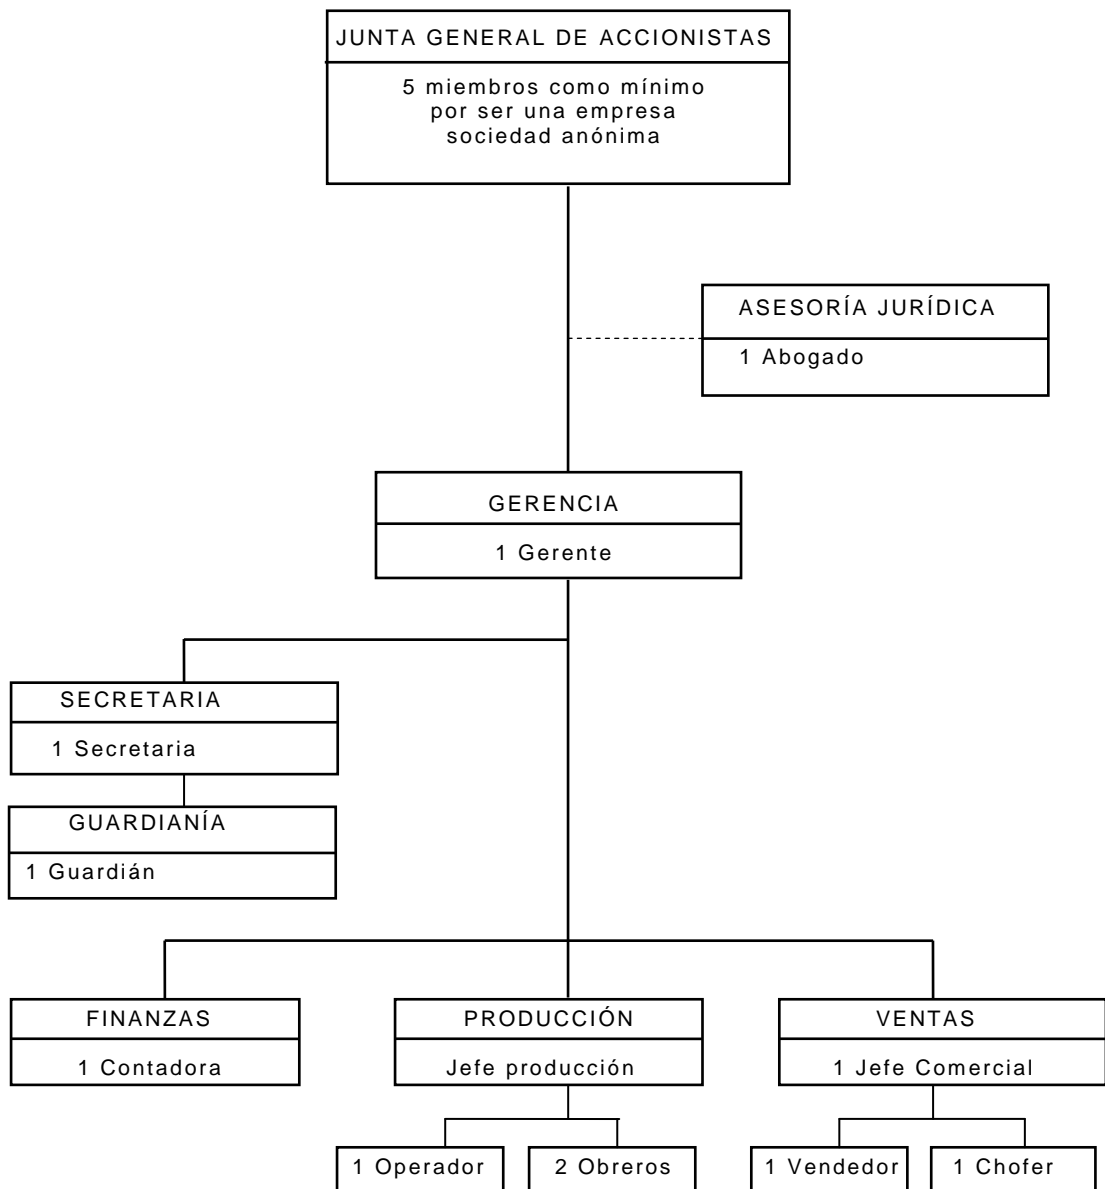 JUNTA GENERAL DE ACCIONISTAS
5 miembros como mínimo
por ser una empresa
sociedad anónima
ASESORÍA JURÍDICA
1 Abogado
GERENCIA
1 Gerente
SECRETARIA
1 Secretaria
GUARDIANÍA
1 Guardián
FINANZAS
1 Contadora
PRODUCCIÓN
Jefe producción
VENTAS
1 Jefe Comercial
1 Operador
2 Obreros
1 Vendedor
1 Chofer